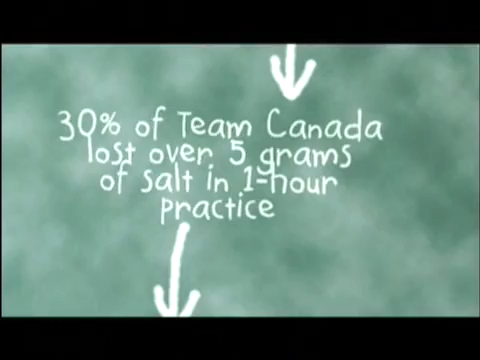 30% of Team Canada
lost over 5 grams
of salt in 1-hour
practice